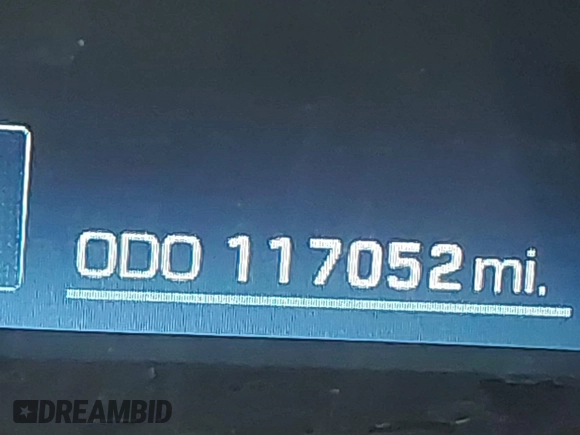 ODO 117052 mi.
DREAMBID